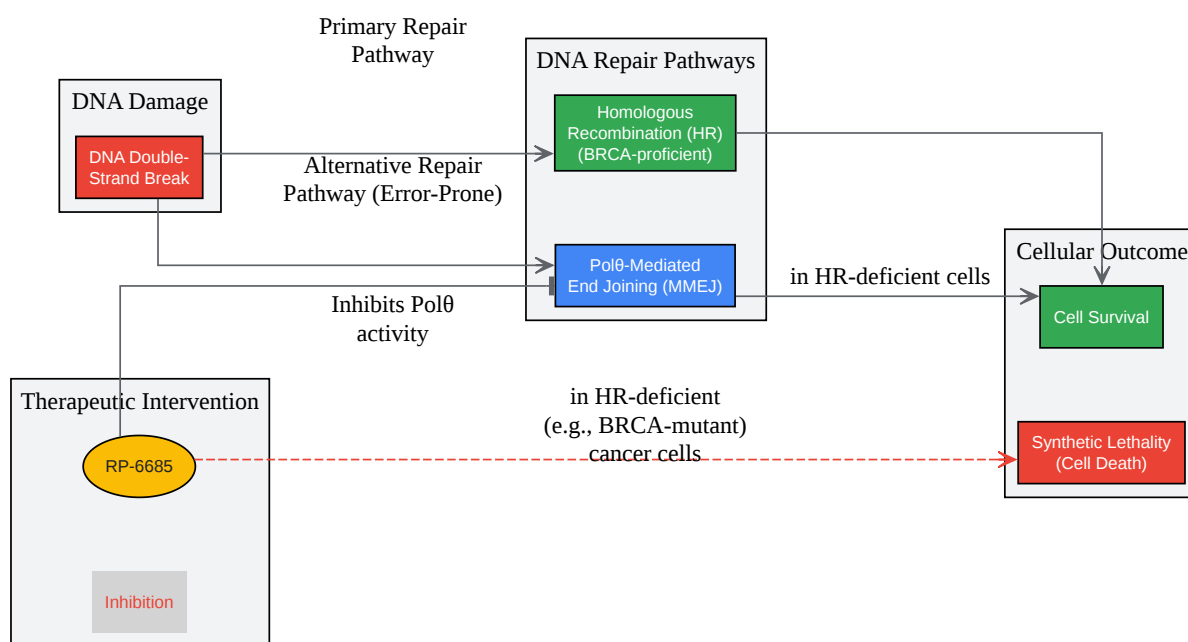 Primary Repair
Pathway
DNA Repair Pathways
DNA Damage
Homologous
Recombination (HR)
(BRCA-proficient)
DNA Double-
Strand Break
Alternative Repair
Pathway (Error-Prone)
Cellular Outcome
Polθ-Mediated
End Joining (MMEJ)
in HR-deficient cells
Inhibits Polθ
activity
Cell Survival
Therapeutic Intervention
in HR-deficient
(e.g., BRCA-mutant)
cancer cells
RP-6685
Synthetic Lethality
(Cell Death)
Inhibition